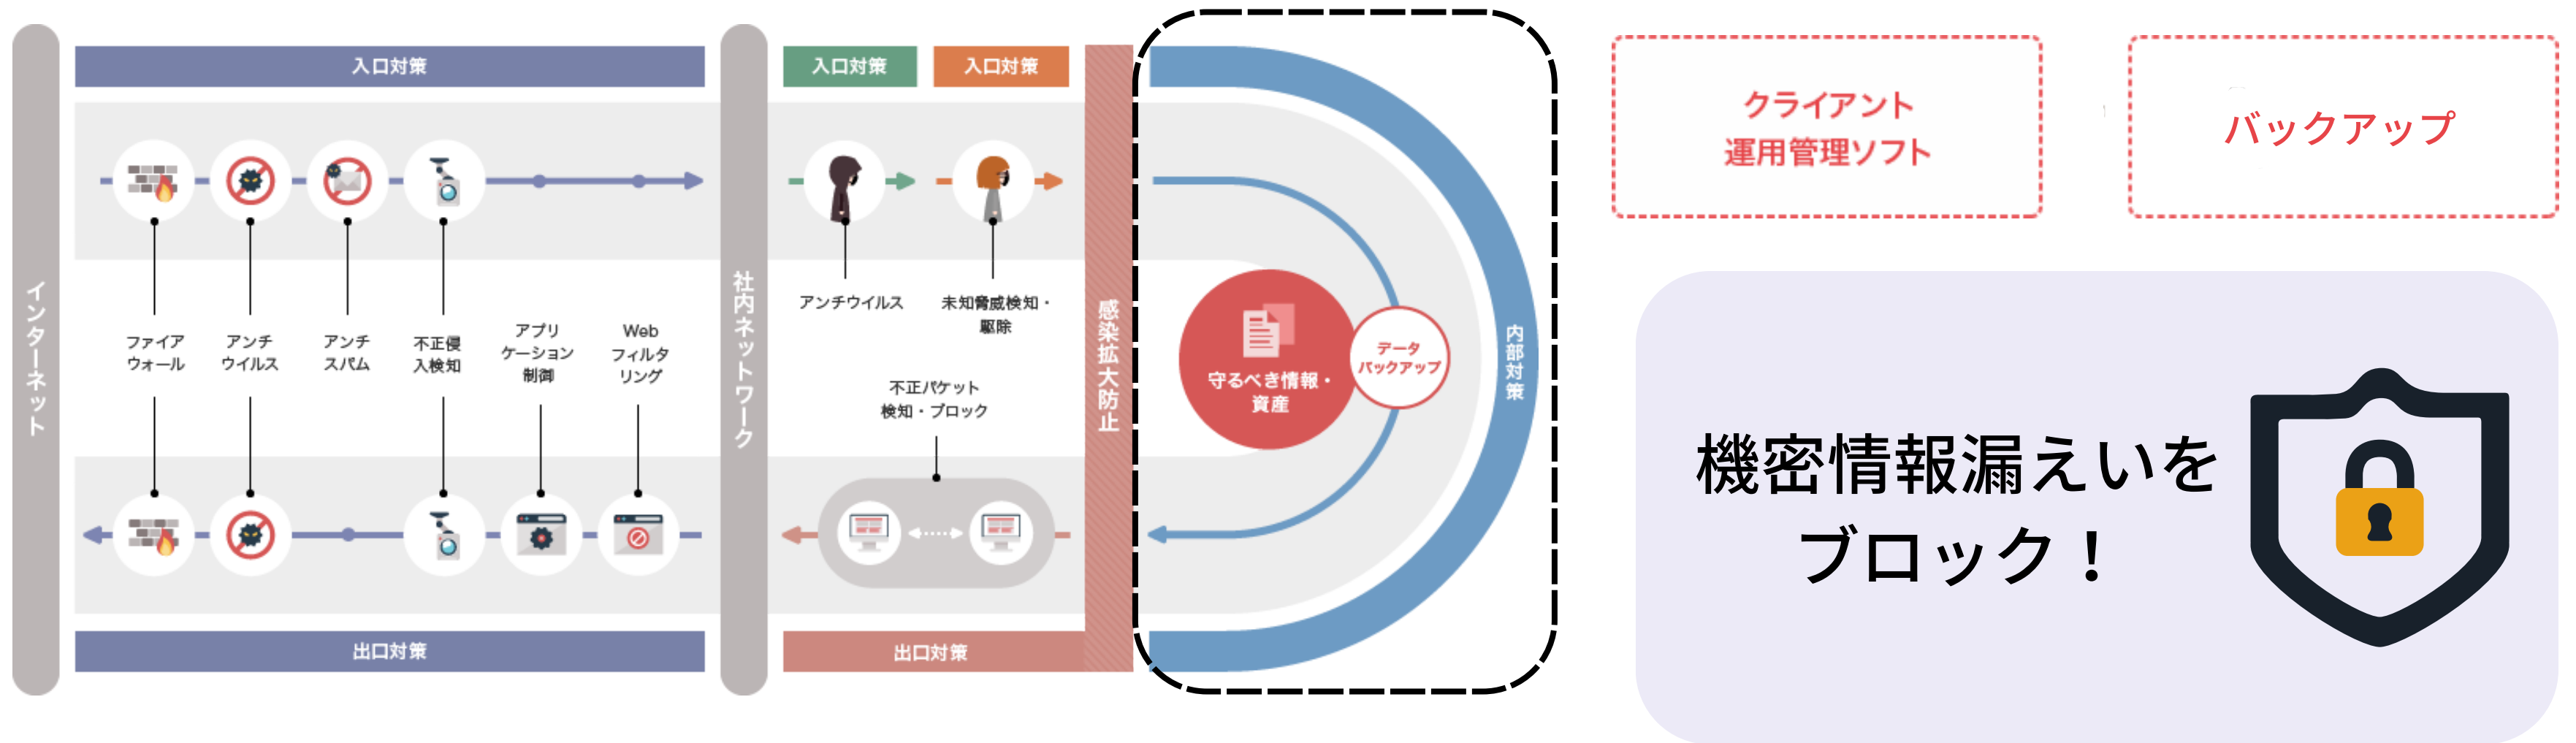 インターネット
入口対策
ファイア
ウォール
アンチ
ウイルス
アンチ
スパム
不正侵
入検知
アプリ
ケーション
制御
Web
フィルタ
リング
出口対策
社内ネットワーク
入口対策
入口対策
アンチウイルス
未知脅威検知・
駆除
不正パケット
検知・ブロック
出口対策
感染拡大防止
守るべき情報・
資産
データ
バックアップ
内部対策
クライアント
運用管理ソフト
バックアップ
機密情報漏えいを
ブロック！